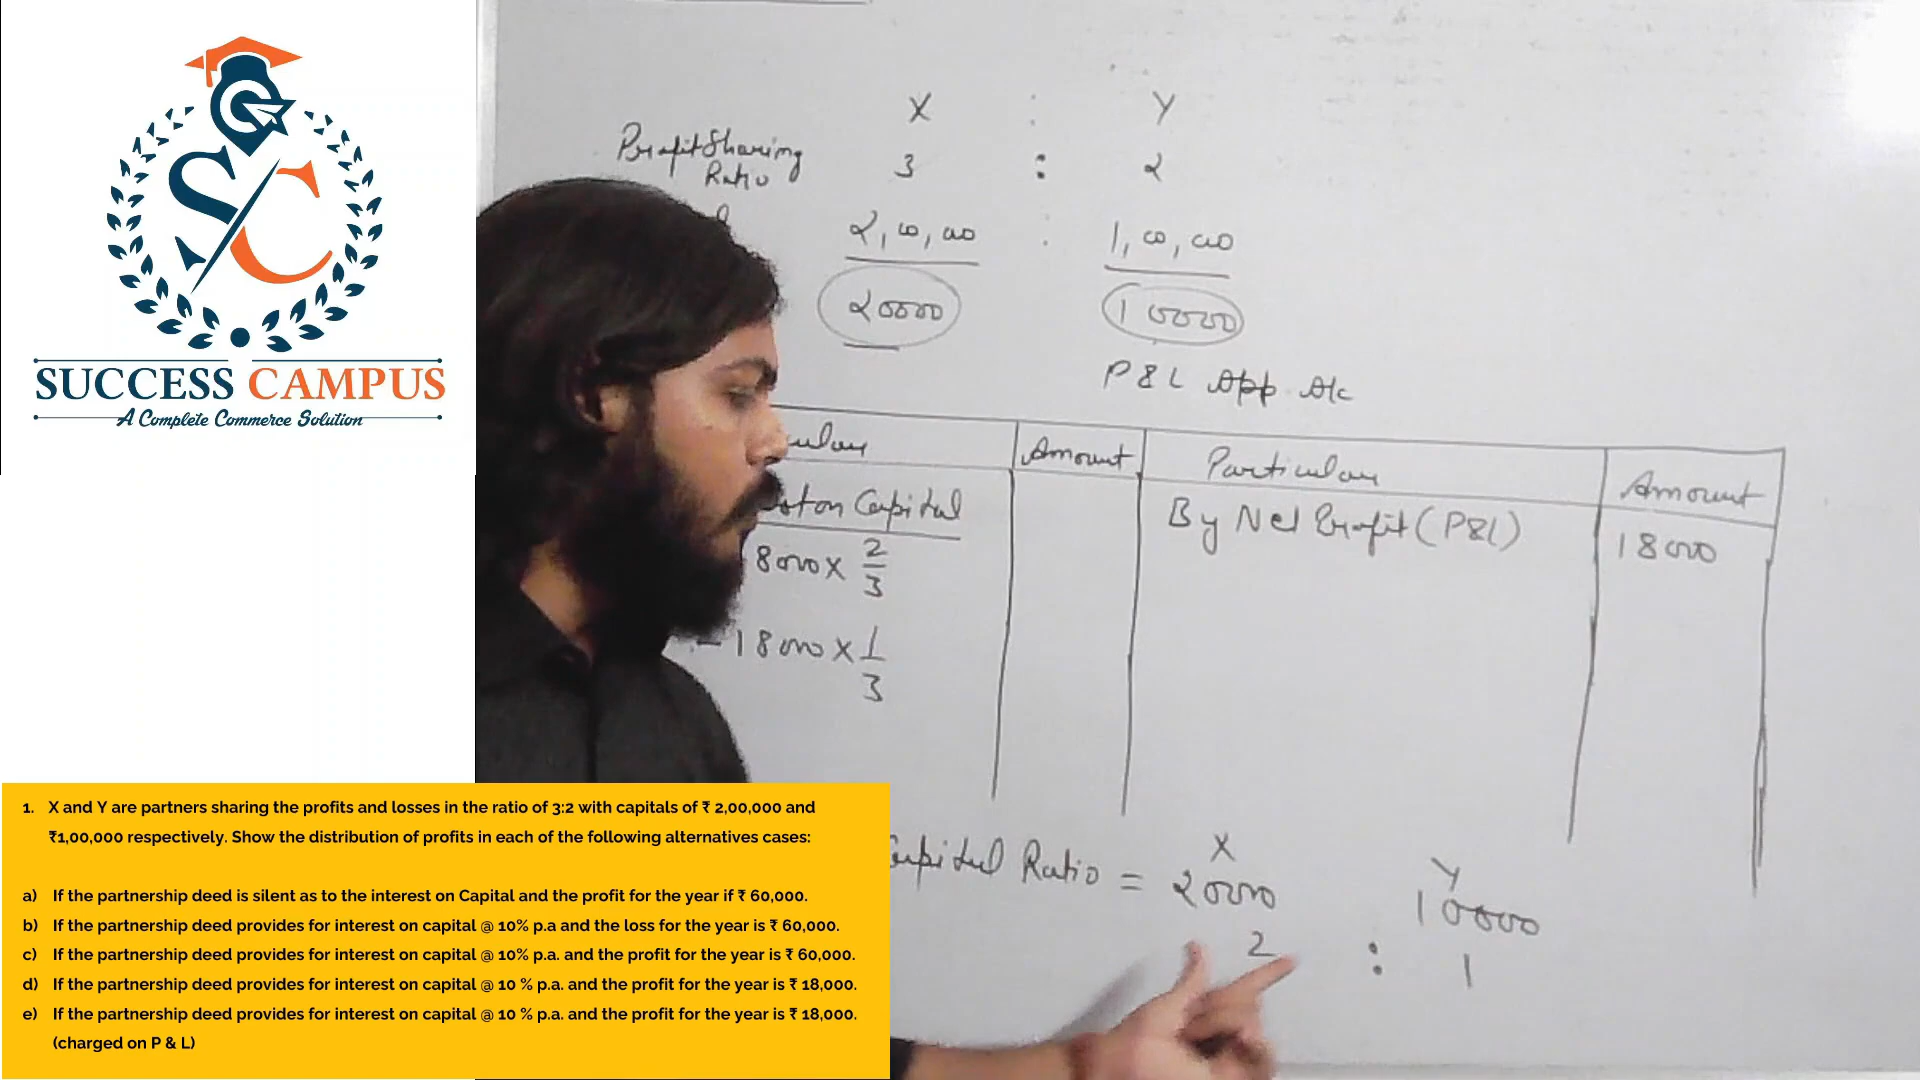 SC
SUCCESS CAMPUS
A Complete Commerce Solution
X : Y
Profit Sharing
Ratio 3 : 2
2,00,000 : 1,00,000
20000 10000
P&L App. A/c
Amount Particulars Amount
on Capital By Net Profit (P&L) 18000
8000 x 2/3
- 18000 x 1/3
Capital Ratio = X 20000 Y 10000
2 : 1
1. X and Y are partners sharing the profits and losses in the ratio of 3:2 with capitals of ₹ 2,00,000 and
₹1,00,000 respectively. Show the distribution of profits in each of the following alternatives cases:
a) If the partnership deed is silent as to the interest on Capital and the profit for the year if ₹ 60,000.
b) If the partnership deed provides for interest on capital @ 10% p.a and the loss for the year is ₹ 60,000.
c) If the partnership deed provides for interest on capital @ 10% p.a. and the profit for the year is ₹ 60,000.
d) If the partnership deed provides for interest on capital @ 10 % p.a. and the profit for the year is ₹ 18,000.
e) If the partnership deed provides for interest on capital @ 10 % p.a. and the profit for the year is ₹ 18,000.
(charged on P & L)